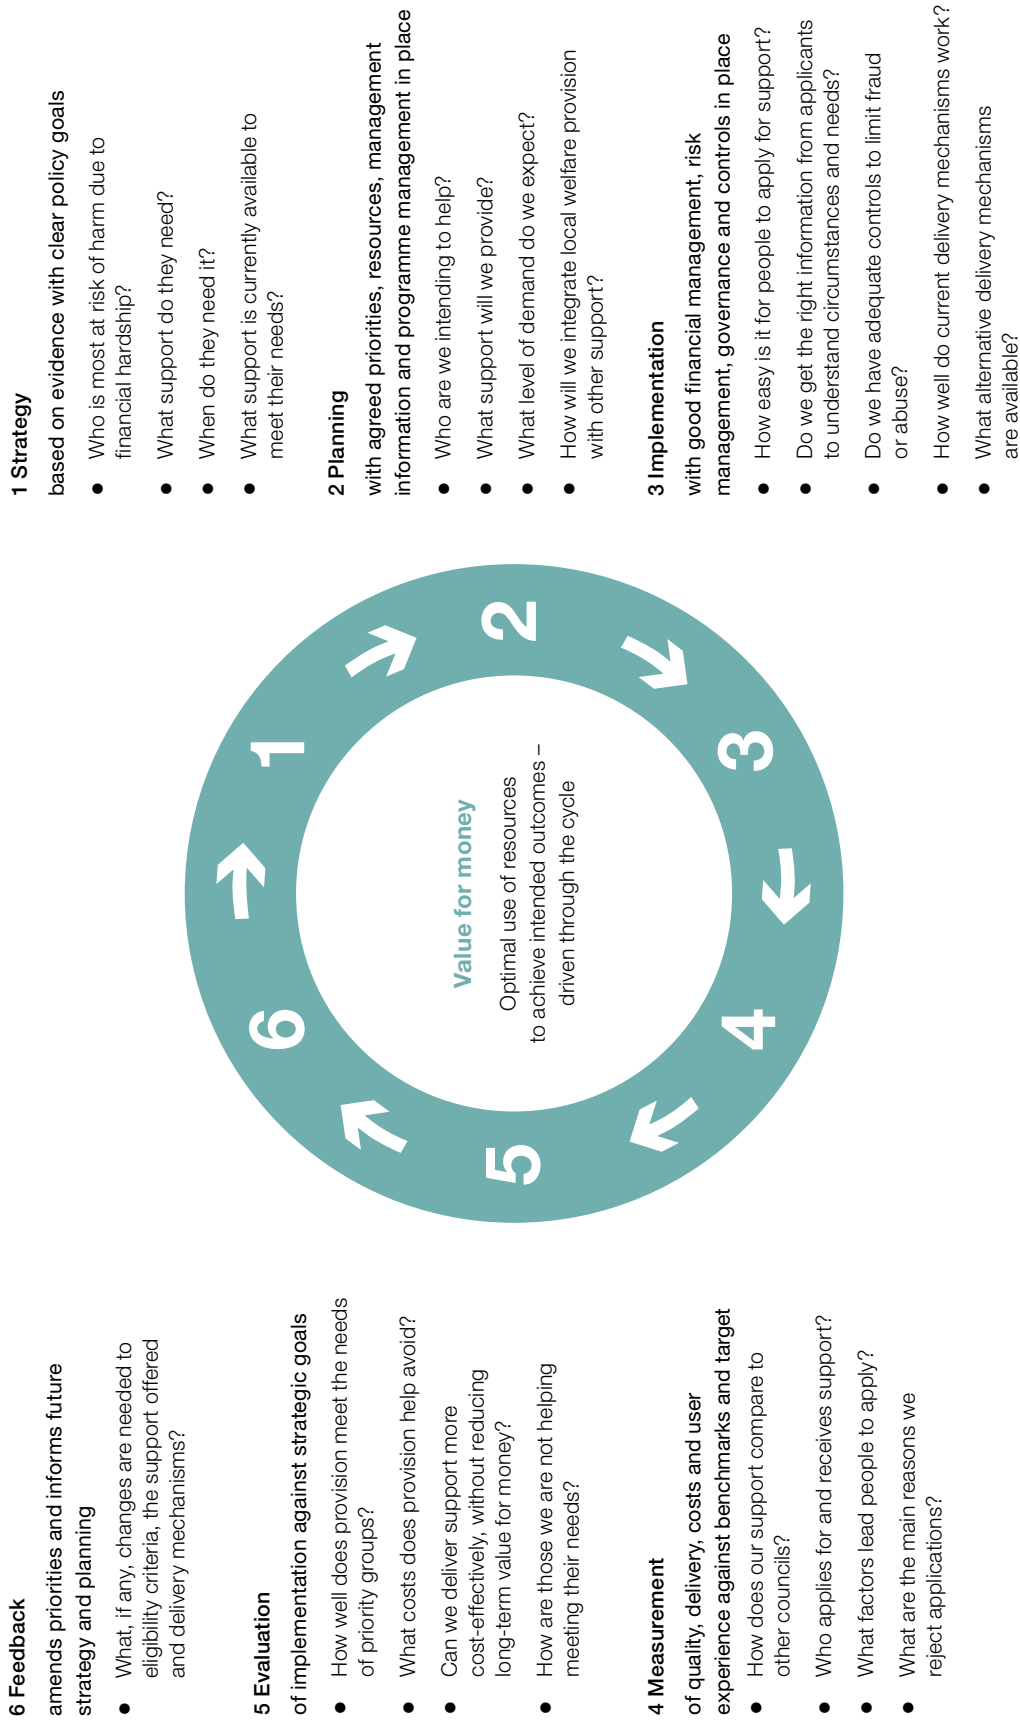 1 Strategy
based on evidence with clear policy goals
● Who is most at risk of harm due to
financial hardship?
● What support do they need?
● When do they need it?
● What support is currently available to
meet their needs?
2 Planning
with agreed priorities, resources, management
information and programme management in place
● Who are we intending to help?
● What support will we provide?
● What level of demand do we expect?
● How will we integrate local welfare provision
with other support?
3 Implementation
with good financial management, risk
management, governance and controls in place
● How easy is it for people to apply for support?
● Do we get the right information from applicants
to understand circumstances and needs?
● Do we have adequate controls to limit fraud
or abuse?
● How well do current delivery mechanisms work?
● What alternative delivery mechanisms
are available?
4 Measurement
of quality, delivery, costs and user
experience against benchmarks and target
● How does our support compare to
other councils?
● Who applies for and receives support?
● What factors lead people to apply?
● What are the main reasons we
reject applications?
5 Evaluation
of implementation against strategic goals
● How well does provision meet the needs
of priority groups?
● What costs does provision help avoid?
● Can we deliver support more
cost-effectively, without reducing
long-term value for money?
● How are those we are not helping
meeting their needs?
6 Feedback
amends priorities and informs future
strategy and planning
● What, if any, changes are needed to
eligibility criteria, the support offered
and delivery mechanisms?
1
2
3
4
5
6
Value for money
Optimal use of resources
to achieve intended outcomes –
driven through the cycle